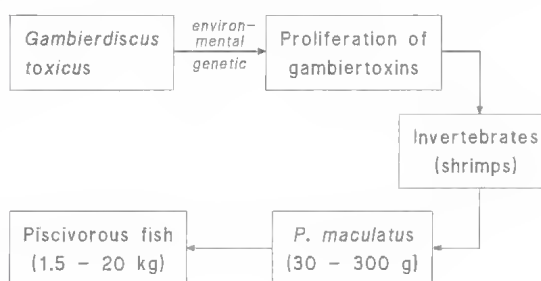 Gambierdiscus
toxicus
environ-
mental
genetic
Proliferation of
gambiertoxins
Invertebrates
(shrimps)
P. maculatus
(30 – 300 g)
Piscivorous fish
(1.5 – 20 kg)